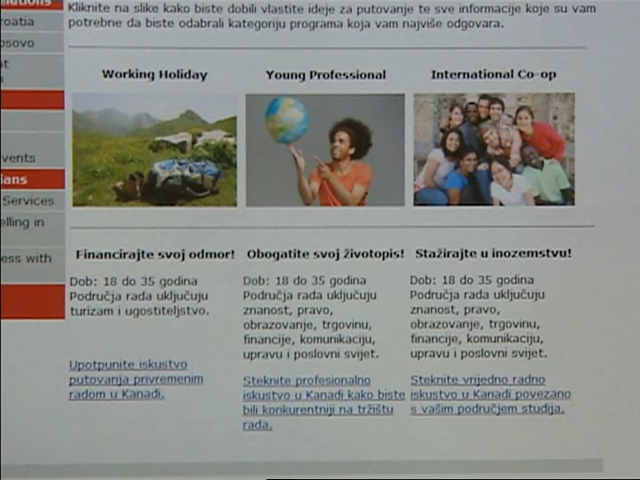 Kliknite na slike kako biste dobili vlastite ideje za putovanje te sve informacije koje su vam
potrebne da biste odabrali kategoriju programa koja vam najviše odgovara.
roatia
osovo
vents
ians
Services
elling in
ess with
Working Holiday
Young Professional
International Co-op
Financirajte svoj odmor!
Dob: 18 do 35 godina
Područja rada uključuju
turizam i ugostiteljstvo.
Upotpunite iskustvo
putovanja privremenim
radom u Kanadi.
Obogatite svoj životopis!
Dob: 18 do 35 godina
Područja rada uključuju
znanost, pravo,
obrazovanje, trgovinu,
financije, komunikaciju,
upravu i poslovni svijet.
Steknite profesionalno
iskustvo u Kanadi kako biste
bili konkurentniji na tržištu
rada.
Stažirajte u inozemstvu!
Dob: 18 do 35 godina
Područja rada uključuju
znanost, pravo,
obrazovanje, trgovinu,
financije, komunikaciju,
upravu i poslovni svijet.
Steknite vrijedno radno
iskustvo u Kanadi povezano
s vašim područjem studija.